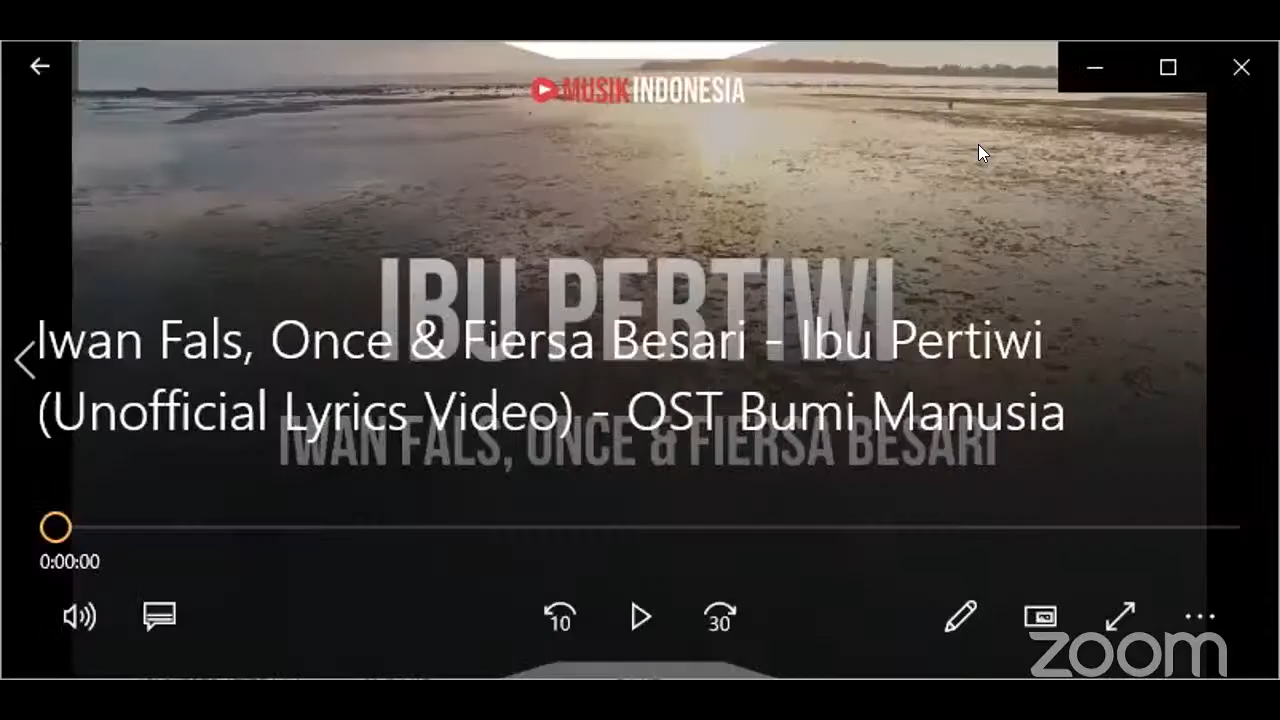 MUSIK INDONESIA
IBU PERTIWI
Iwan Fals, Once & Fiersa Besari - Ibu Pertiwi
(Unofficial Lyrics Video) - OST Bumi Manusia
IWAN FALS, ONCE & FIERSA BESARI
0:00:00
10
30
zoom